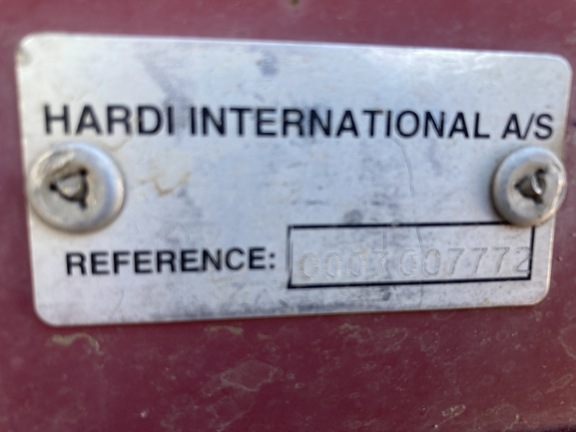 HARDI INTERNATIONAL A/S
REFERENCE: